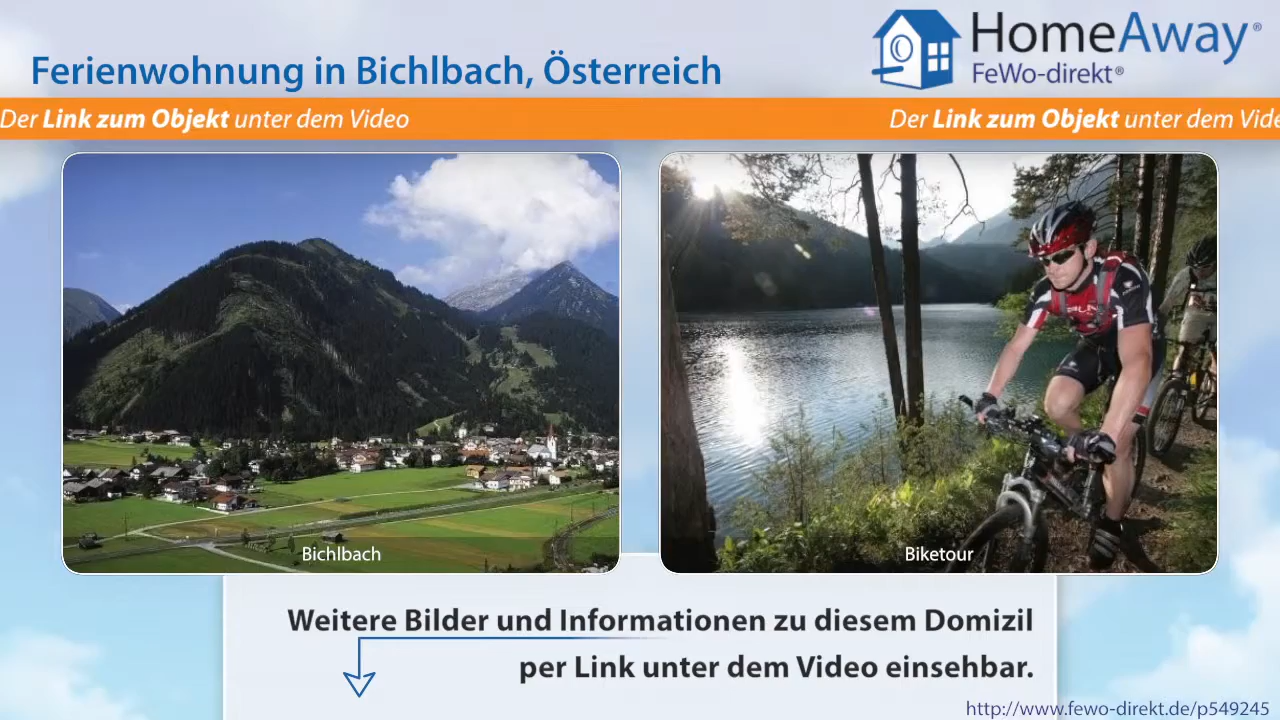 HomeAway®
FeWo-direkt®
Ferienwohnung in Bichlbach, Österreich
Der Link zum Objekt unter dem Video
Der Link zum Objekt unter dem Vide
Bichlbach
Biketour
Weitere Bilder und Informationen zu diesem Domizil
per Link unter dem Video einsehbar.
http://www.fewo-direkt.de/p549245